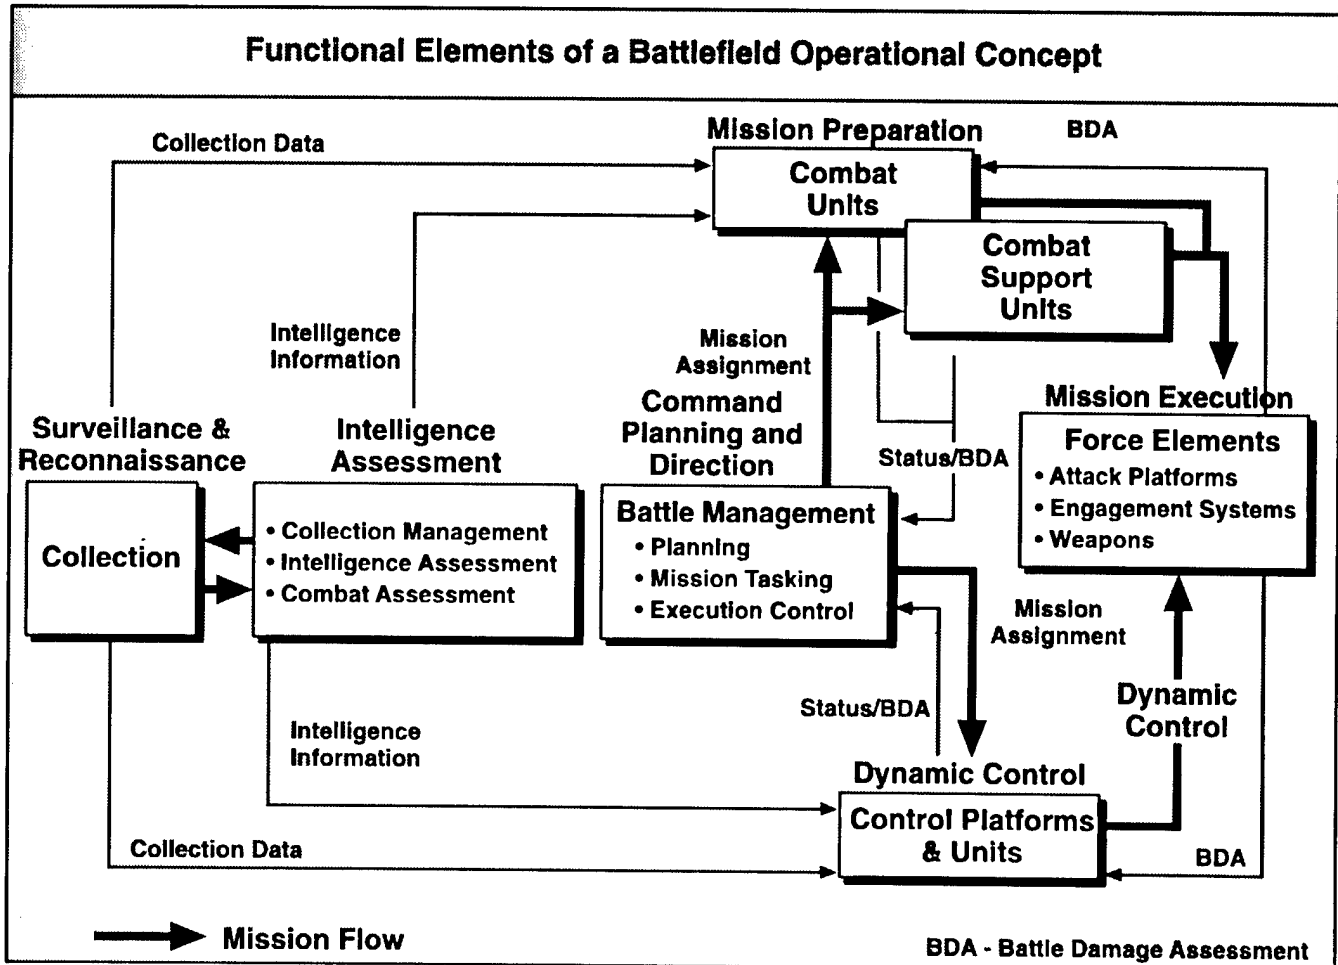 Functional Elements of a Battlefield Operational Concept
Collection Data
Mission Preparation
BDA
Combat
Units
Combat
Support
Units
Intelligence
Information
Mission
Assignment
Surveillance &
Reconnaissance
Intelligence
Assessment
Command
Planning and
Direction
Status/BDA
Mission Execution
Force Elements
• Attack Platforms
• Engagement Systems
• Weapons
Collection
• Collection Management
• Intelligence Assessment
• Combat Assessment
Battle Management
• Planning
• Mission Tasking
• Execution Control
Mission
Assignment
Dynamic
Control
Status/BDA
Intelligence
Information
Dynamic Control
Control Platforms
& Units
Collection Data
BDA
Mission Flow
BDA - Battle Damage Assessment